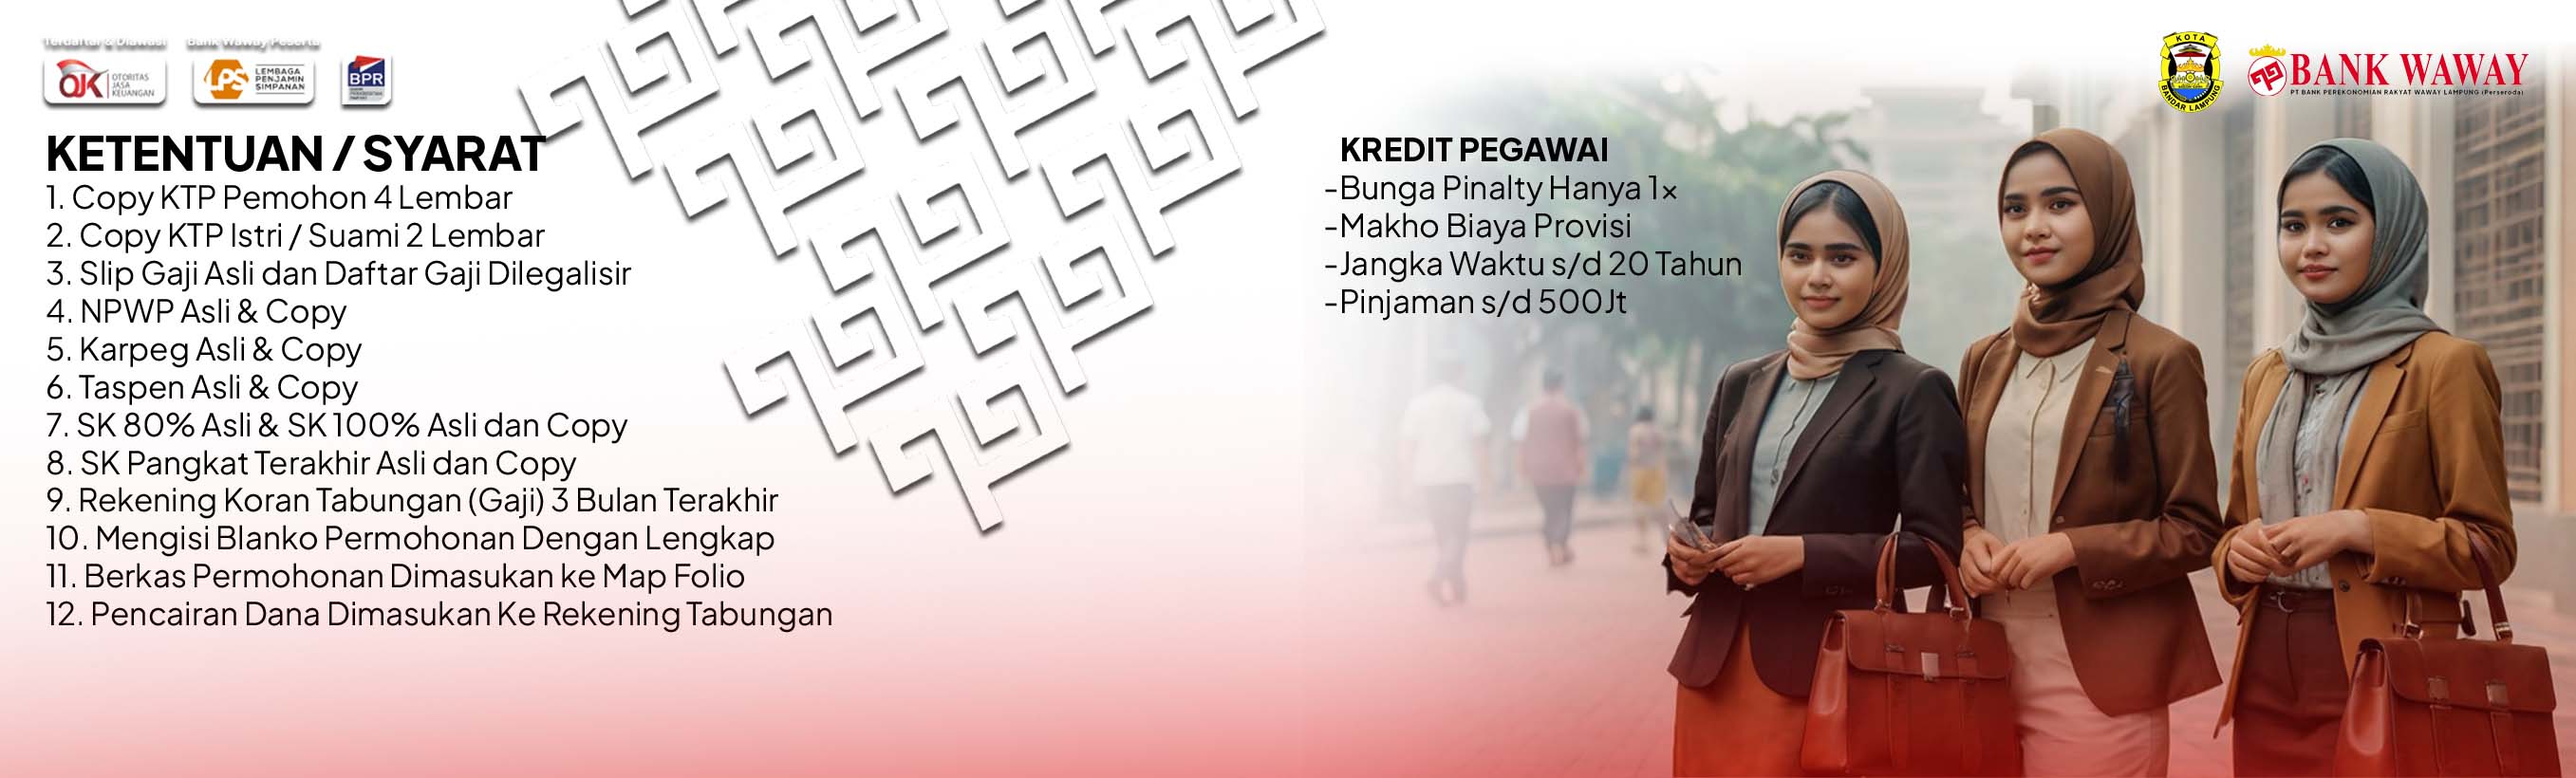 Terdaftar & Diawasi
Bank Waway Peserta
OJK OTORITAS
JASA
KEUANGAN
LPS LEMBAGA
PENJAMIN
SIMPANAN
BPR
KOTA
BANDAR LAMPUNG
BANK WAWAY
PT BANK PEREKONOMIAN RAKYAT WAWAY LAMPUNG (Perseroda)
KETENTUAN / SYARAT
1. Copy KTP Pemohon 4 Lembar
2. Copy KTP Istri / Suami 2 Lembar
3. Slip Gaji Asli dan Daftar Gaji Dilegalisir
4. NPWP Asli & Copy
5. Karpeg Asli & Copy
6. Taspen Asli & Copy
7. SK 80% Asli & SK 100% Asli dan Copy
8. SK Pangkat Terakhir Asli dan Copy
9. Rekening Koran Tabungan (Gaji) 3 Bulan Terakhir
10. Mengisi Blanko Permohonan Dengan Lengkap
11. Berkas Permohonan Dimasukan ke Map Folio
12. Pencairan Dana Dimasukan Ke Rekening Tabungan
KREDIT PEGAWAI
-Bunga Pinalty Hanya 1×
-Makho Biaya Provisi
-Jangka Waktu s/d 20 Tahun
-Pinjaman s/d 500Jt